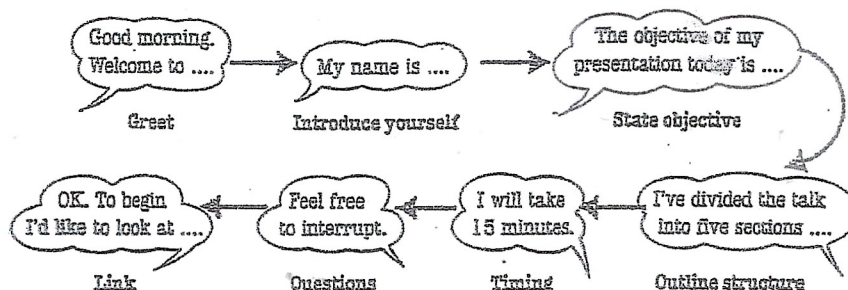 Good morning.
Welcome to ....
Greet
My name is ....
Introduce yourself
The objective of my
presentation today is ....
State objective
I've divided the talk
into five sections ....
Outline structure
I will take
15 minutes.
Timing
Feel free
to interrupt.
Questions
OK. To begin
I'd like to look at ....
Link